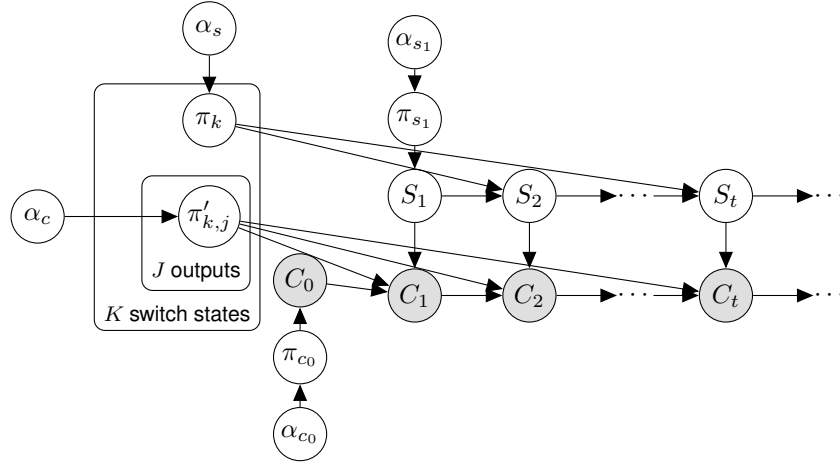 α_s
α_{s_1}
π_k
π_{s_1}
S_1
S_2
···
S_t
···
α_c
π'_{k,j}
J outputs
K switch states
C_0
C_1
C_2
···
C_t
···
π_{c_0}
α_{c_0}